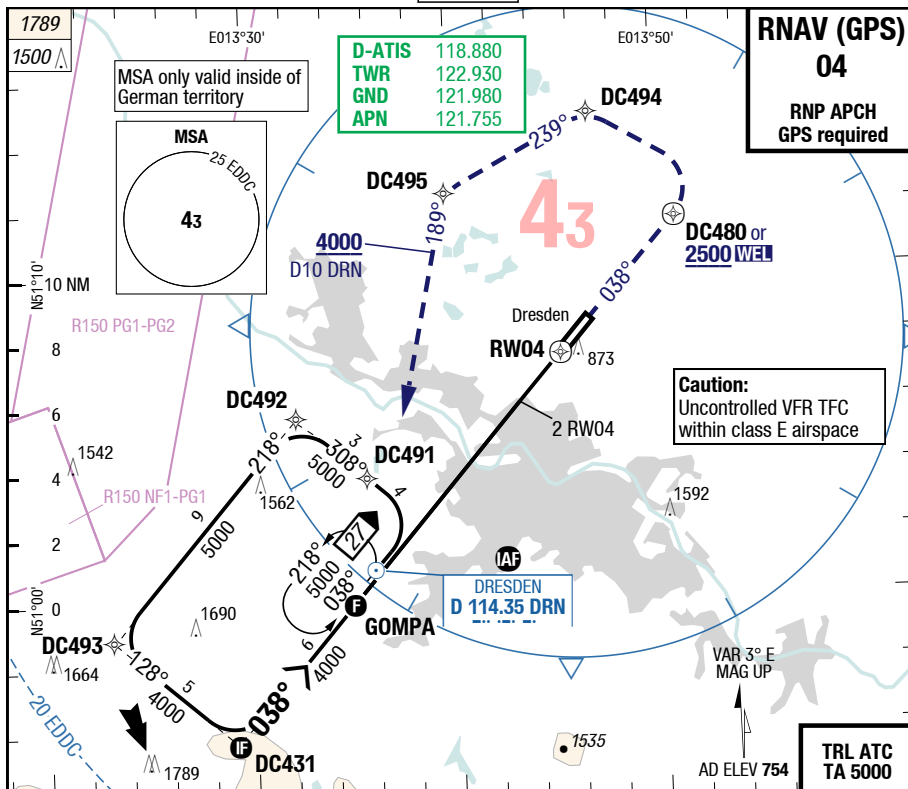 1789
1500
E013°30'
E013°50'
RNAV (GPS)
04
RNP APCH
GPS required
D-ATIS 118.880
TWR 122.930
GND 121.980
APN 121.755
MSA only valid inside of
German territory
MSA
25 EDDC
43
DC494
239°
DC495
43
189°
DC480 or
2500 WEL
4000
D10 DRN
038°
N51°10'
10 NM
R150 PG1-PG2
Dresden
RW04
873
8
Caution:
Uncontrolled VFR TFC
within class E airspace
6
DC492
2 RW04
218°
308°
3
5000
DC491
1542
4
4
1562
1592
R150 NF1-PG1
9
5000
27
2
218°
5000
038°
IAF
DRESDEN
D 114.35 DRN
N51°00'
0
F
GOMPA
1690
DC493
6
4000
VAR 3° E
MAG UP
1664
128°
5
4000
038°
20 EDDC
IF
DC431
1535
1789
AD ELEV 754
TRL ATC
TA 5000